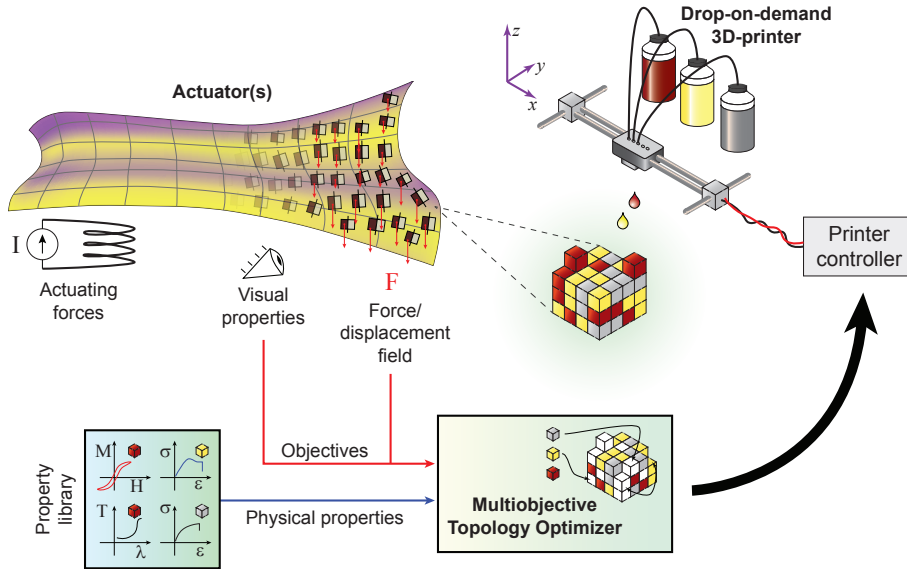 Drop-on-demand
3D-printer
z
y
x
Actuator(s)
I
Actuating
forces
Visual
properties
F
Force/
displacement
field
Printer
controller
Property
library
M
H
σ
ε
T
λ
σ
ε
Objectives
Physical properties
Multiobjective
Topology Optimizer